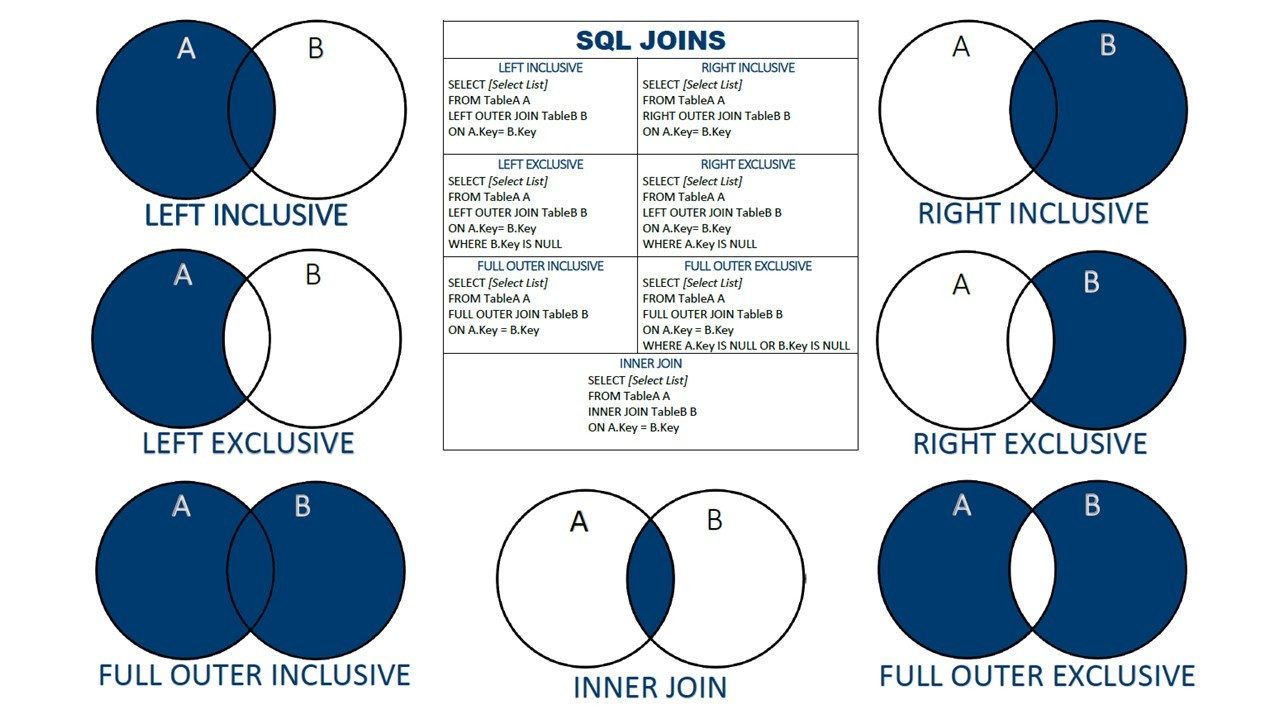 A B
LEFT INCLUSIVE
A B
LEFT EXCLUSIVE
A B
FULL OUTER INCLUSIVE
SQL JOINS
LEFT INCLUSIVE
SELECT [Select List]
FROM TableA A
LEFT OUTER JOIN TableB B
ON A.Key= B.Key
RIGHT INCLUSIVE
SELECT [Select List]
FROM TableA A
RIGHT OUTER JOIN TableB B
ON A.Key= B.Key
LEFT EXCLUSIVE
SELECT [Select List]
FROM TableA A
LEFT OUTER JOIN TableB B
ON A.Key= B.Key
WHERE B.Key IS NULL
RIGHT EXCLUSIVE
SELECT [Select List]
FROM TableA A
LEFT OUTER JOIN TableB B
ON A.Key= B.Key
WHERE A.Key IS NULL
FULL OUTER INCLUSIVE
SELECT [Select List]
FROM TableA A
FULL OUTER JOIN TableB B
ON A.Key = B.Key
FULL OUTER EXCLUSIVE
SELECT [Select List]
FROM TableA A
FULL OUTER JOIN TableB B
ON A.Key = B.Key
WHERE A.Key IS NULL OR B.Key IS NULL
INNER JOIN
SELECT [Select List]
FROM TableA A
INNER JOIN TableB B
ON A.Key = B.Key
A B
INNER JOIN
A B
RIGHT INCLUSIVE
A B
RIGHT EXCLUSIVE
A B
FULL OUTER EXCLUSIVE